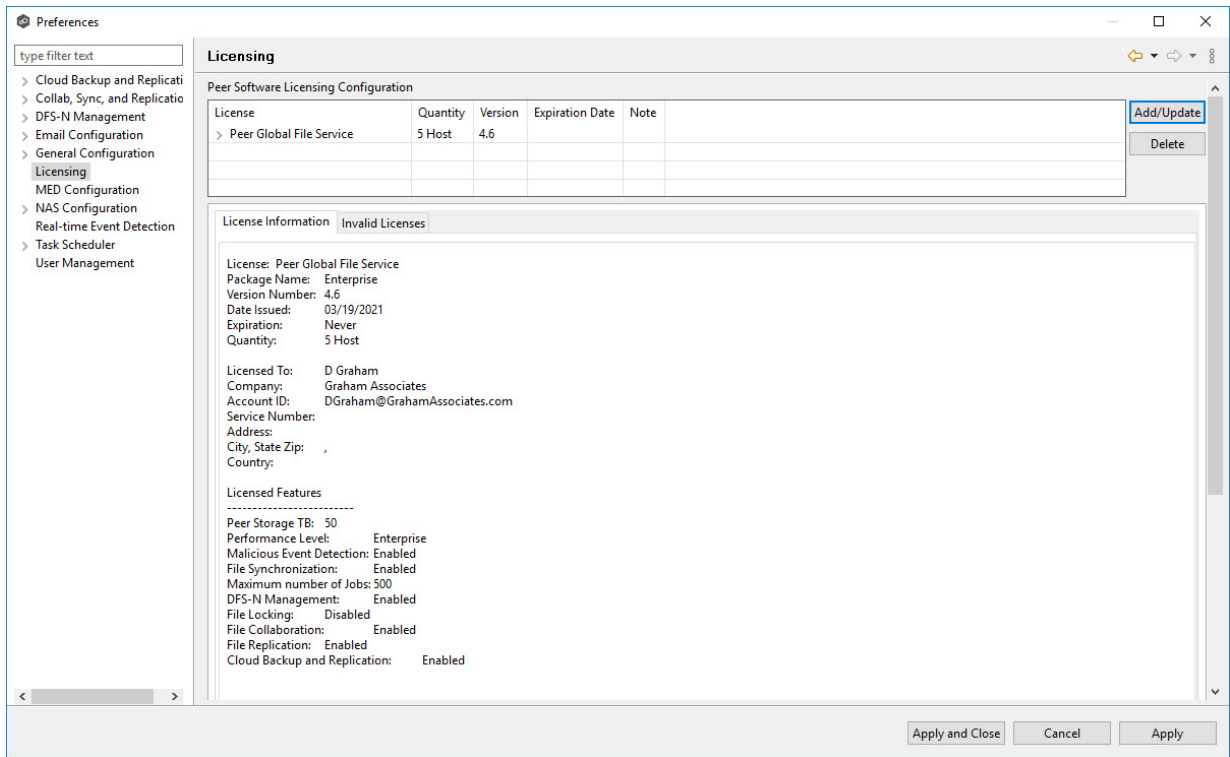 Preferences
type filter text
Cloud Backup and Replicati
Collab, Sync, and Replicatio
DFS-N Management
Email Configuration
General Configuration
Licensing
MED Configuration
NAS Configuration
Real-time Event Detection
Task Scheduler
User Management
Licensing
Peer Software Licensing Configuration
License Quantity Version Expiration Date Note
Peer Global File Service 5 Host 4.6
Add/Update
Delete
License Information Invalid Licenses
License: Peer Global File Service
Package Name: Enterprise
Version Number: 4.6
Date Issued: 03/19/2021
Expiration: Never
Quantity: 5 Host
Licensed To: D Graham
Company: Graham Associates
Account ID: DGraham@GrahamAssociates.com
Service Number:
Address:
City, State Zip: ,
Country:
Licensed Features
-------------------------
Peer Storage TB: 50
Performance Level: Enterprise
Malicious Event Detection: Enabled
File Synchronization: Enabled
Maximum number of Jobs: 500
DFS-N Management: Enabled
File Locking: Disabled
File Collaboration: Enabled
File Replication: Enabled
Cloud Backup and Replication: Enabled
Apply and Close Cancel Apply